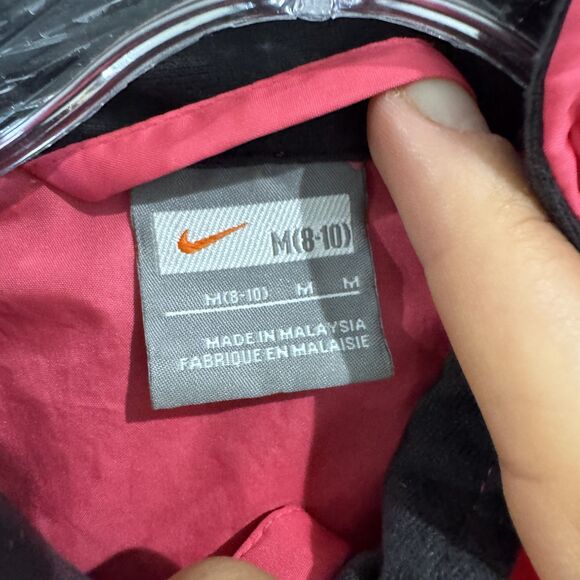 M(8-10)
M(8-10) M M
MADE IN MALAYSIA
FABRIQUE EN MALAISIE